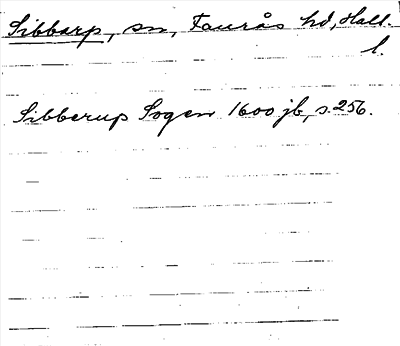 Sibbarp, sn, Faurås hd, Hall.
l.
Sibberup Sogen 1600 jb, s. 256.